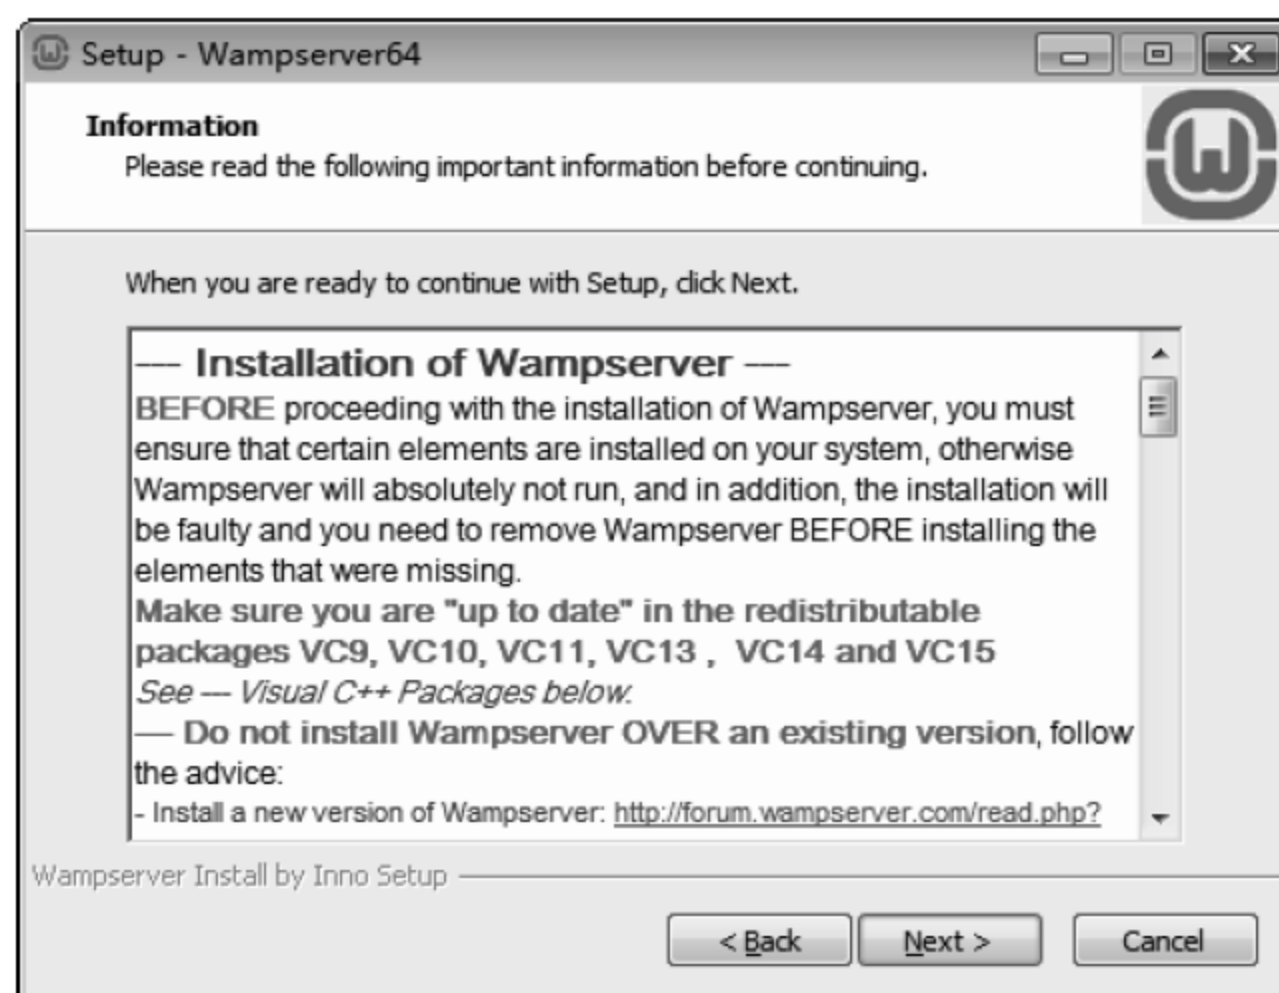 Setup - Wampserver64
Information
Please read the following important information before continuing.
When you are ready to continue with Setup, click Next.
--- Installation of Wampserver ---
BEFORE proceeding with the installation of Wampserver, you must
ensure that certain elements are installed on your system, otherwise
Wampserver will absolutely not run, and in addition, the installation will
be faulty and you need to remove Wampserver BEFORE installing the
elements that were missing.
Make sure you are "up to date" in the redistributable
packages VC9, VC10, VC11, VC13 , VC14 and VC15
See --- Visual C++ Packages below.
--- Do not install Wampserver OVER an existing version, follow
the advice:
- Install a new version of Wampserver: http://forum.wampserver.com/read.php?
Wampserver Install by Inno Setup
< Back Next > Cancel